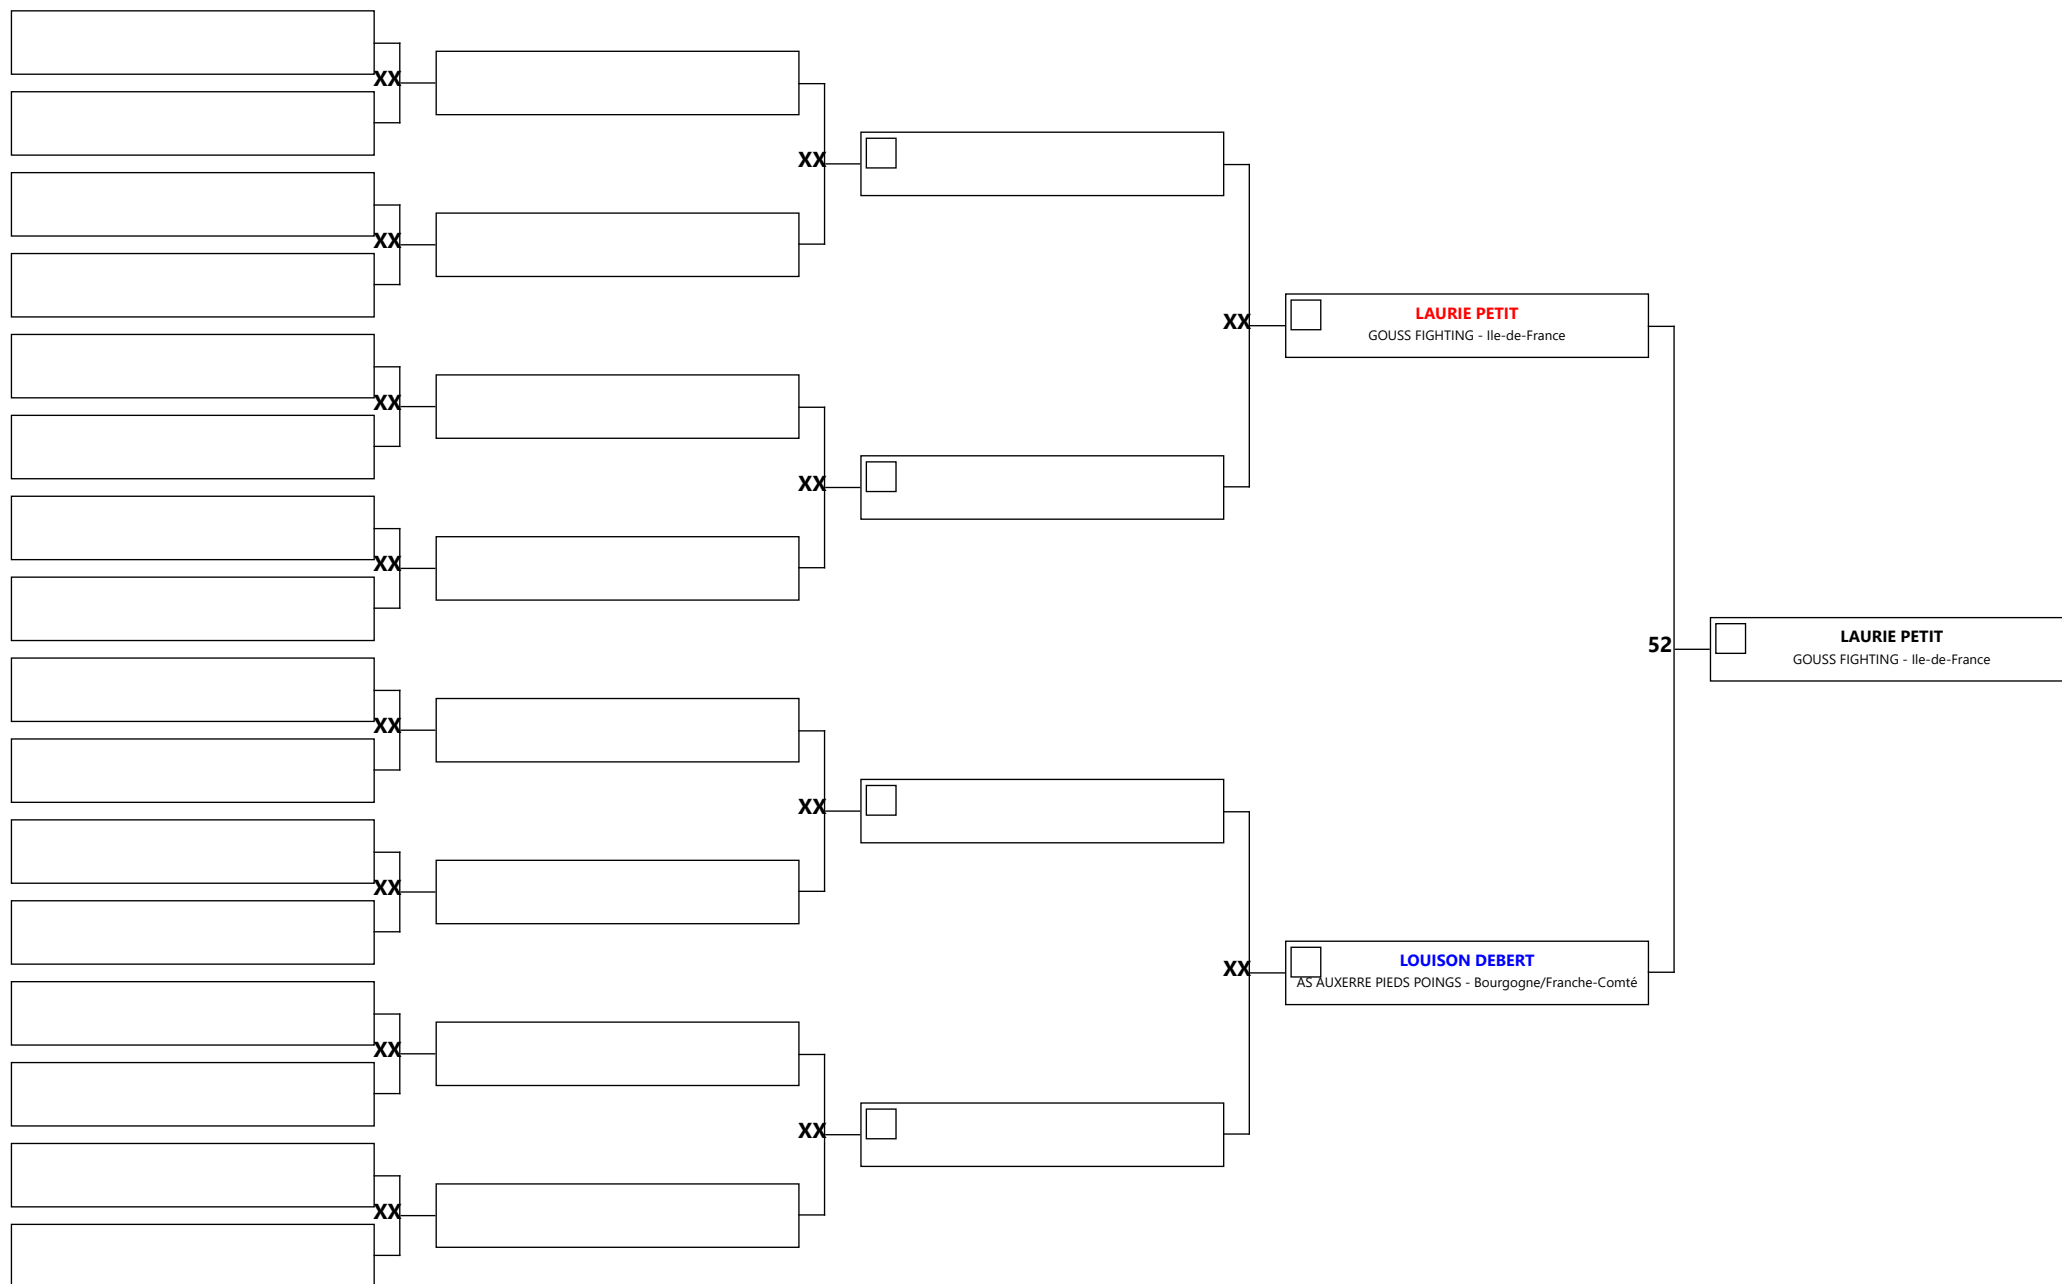 XX
XX
XX
XX
XX
LAURIE PETIT
GOUSS FIGHTING - Ile-de-France
XX
XX
XX
52
LAURIE PETIT
GOUSS FIGHTING - Ile-de-France
XX
XX
XX
XX
LOUISON DEBERT
AS AUXERRE PIEDS POINGS - Bourgogne/Franche-Comté
XX
XX
XX